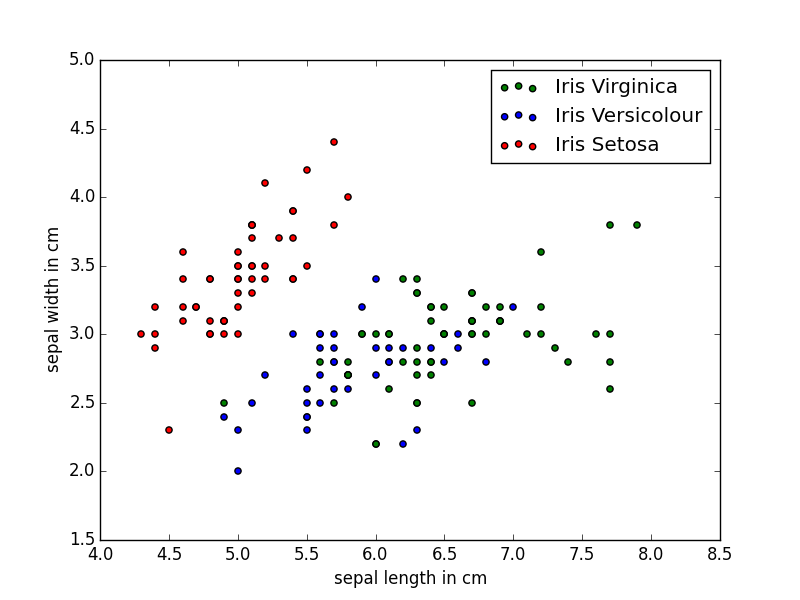 Iris Virginica
Iris Versicolour
Iris Setosa
5.0
4.5
4.0
3.5
3.0
2.5
2.0
1.5
sepal width in cm
4.0 4.5 5.0 5.5 6.0 6.5 7.0 7.5 8.0 8.5
sepal length in cm